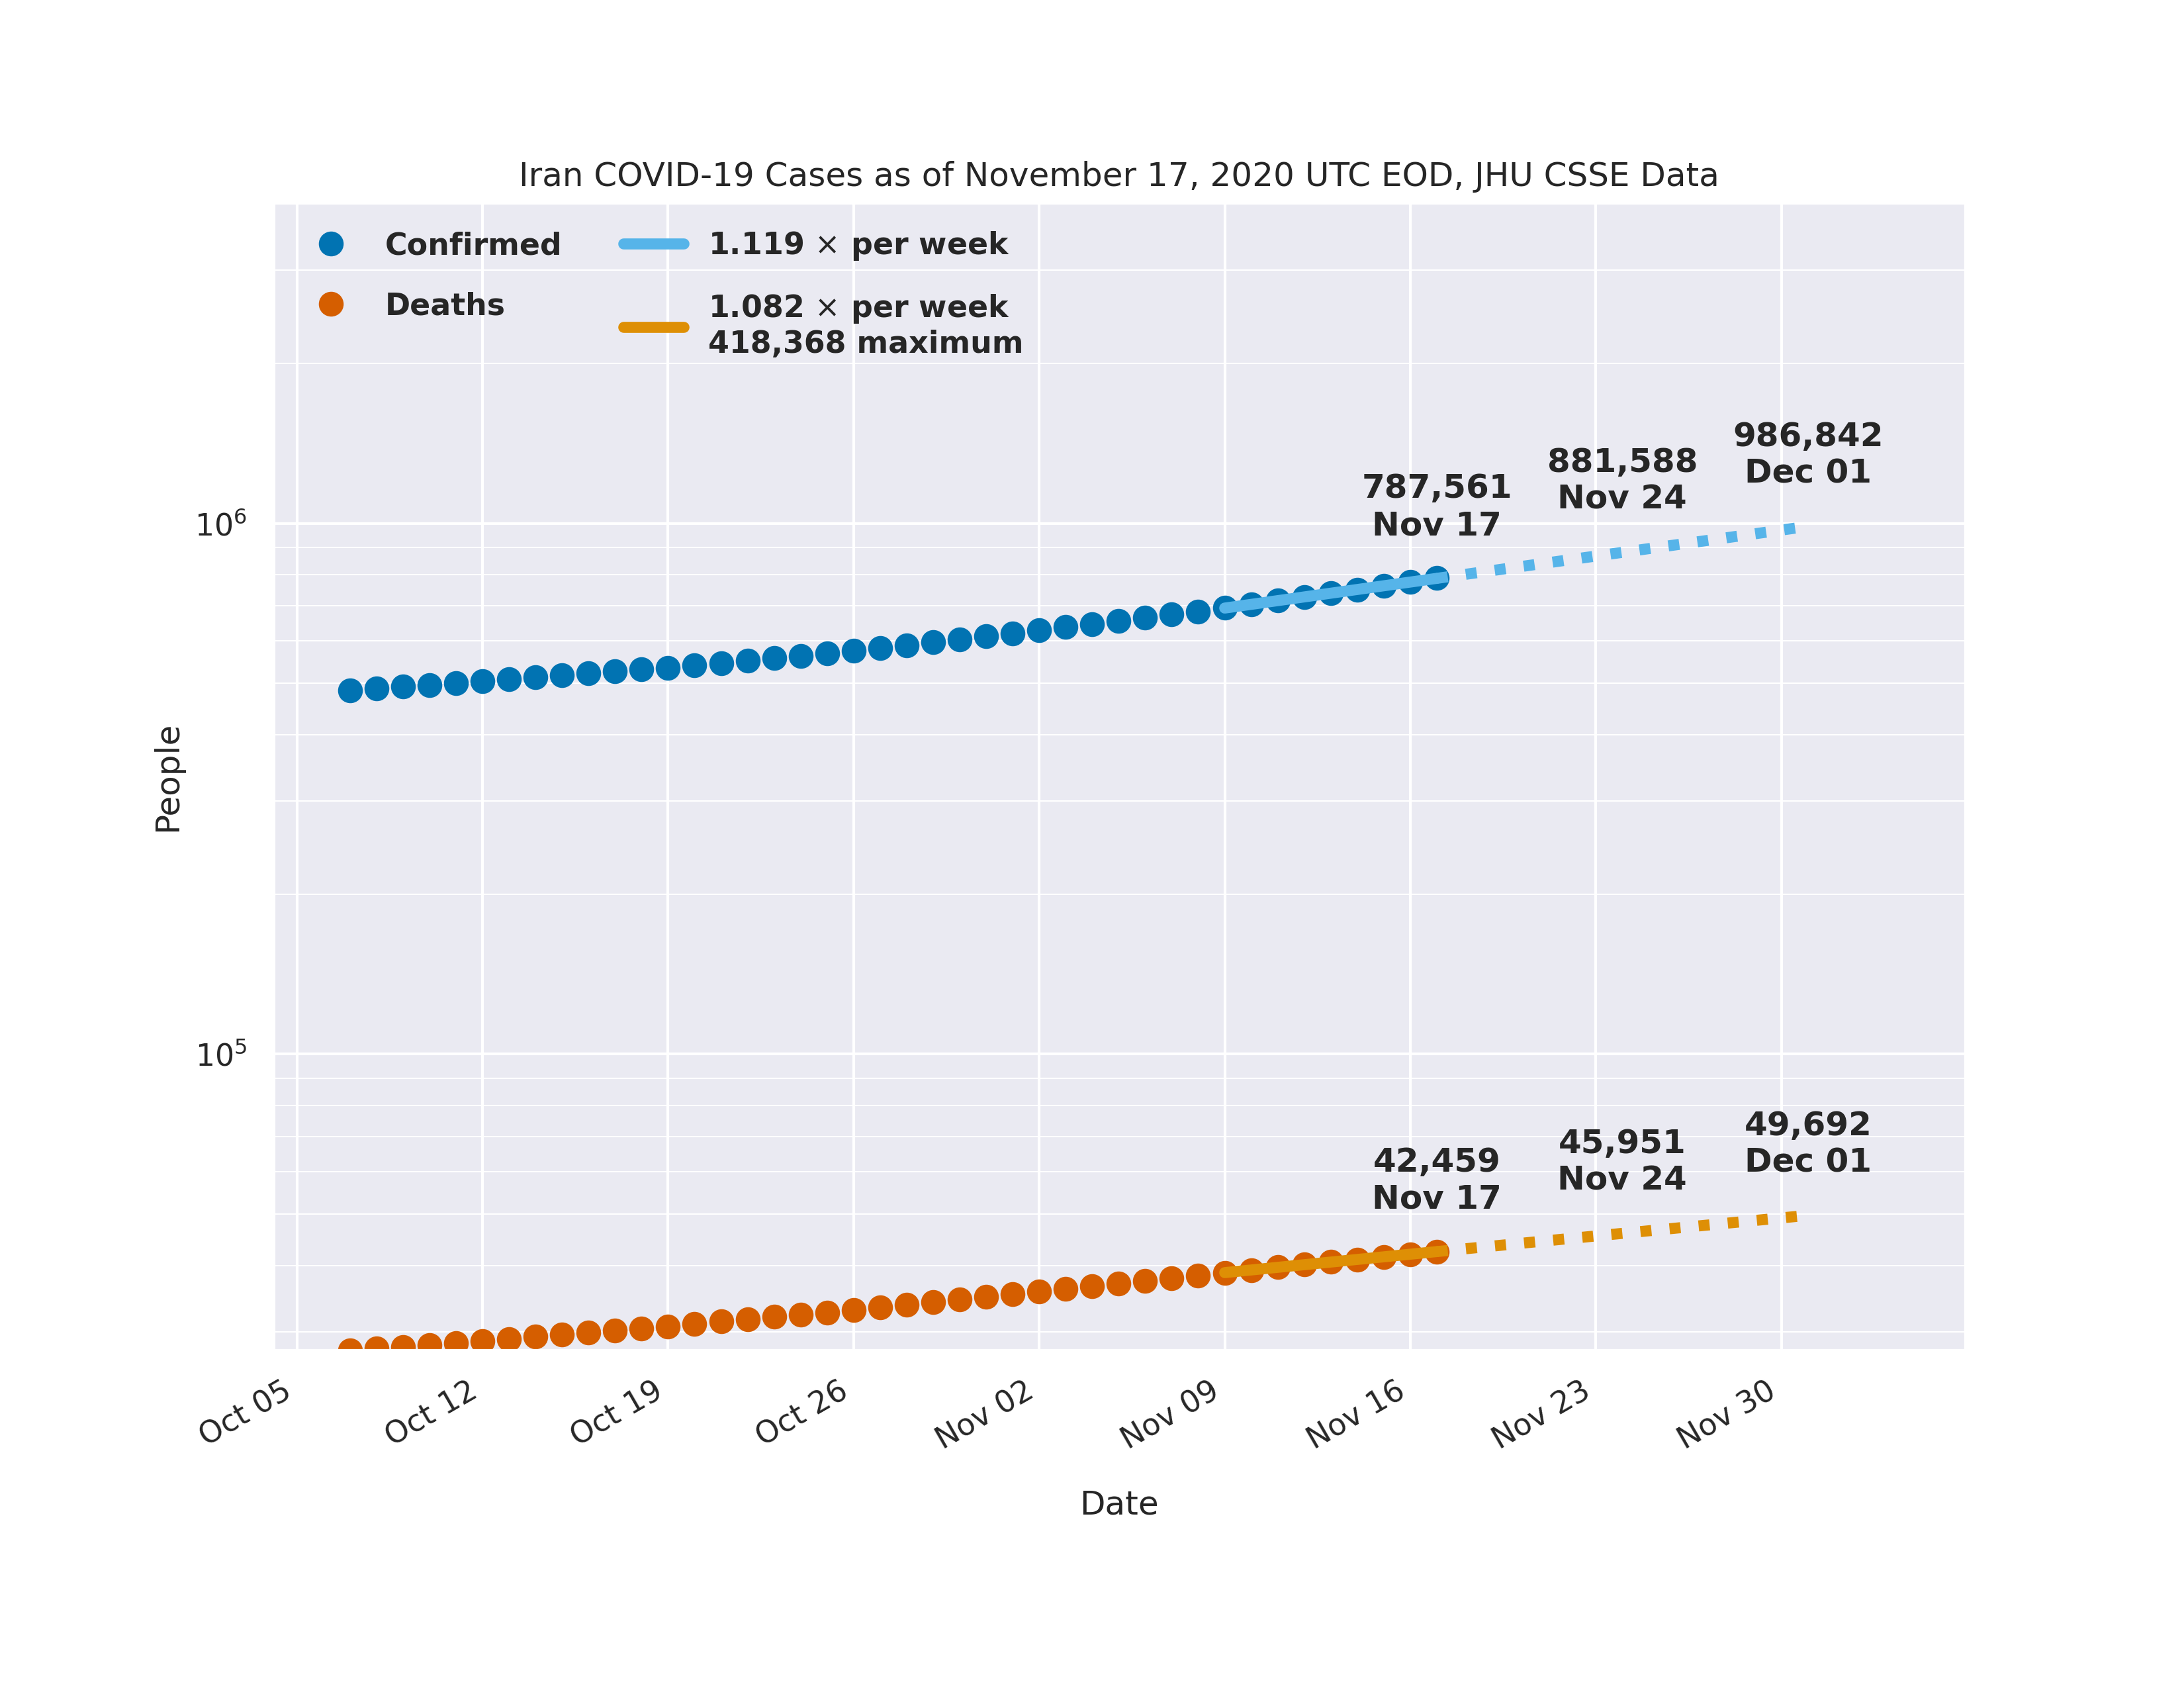 Iran COVID-19 Cases as of November 17, 2020 UTC EOD, JHU CSSE Data
Confirmed
Deaths
1.119 × per week
1.082 × per week
418,368 maximum
787,561
Nov 17
881,588
Nov 24
986,842
Dec 01
42,459
Nov 17
45,951
Nov 24
49,692
Dec 01
People
10⁶
10⁵
Oct 05
Oct 12
Oct 19
Oct 26
Nov 02
Nov 09
Nov 16
Nov 23
Nov 30
Date